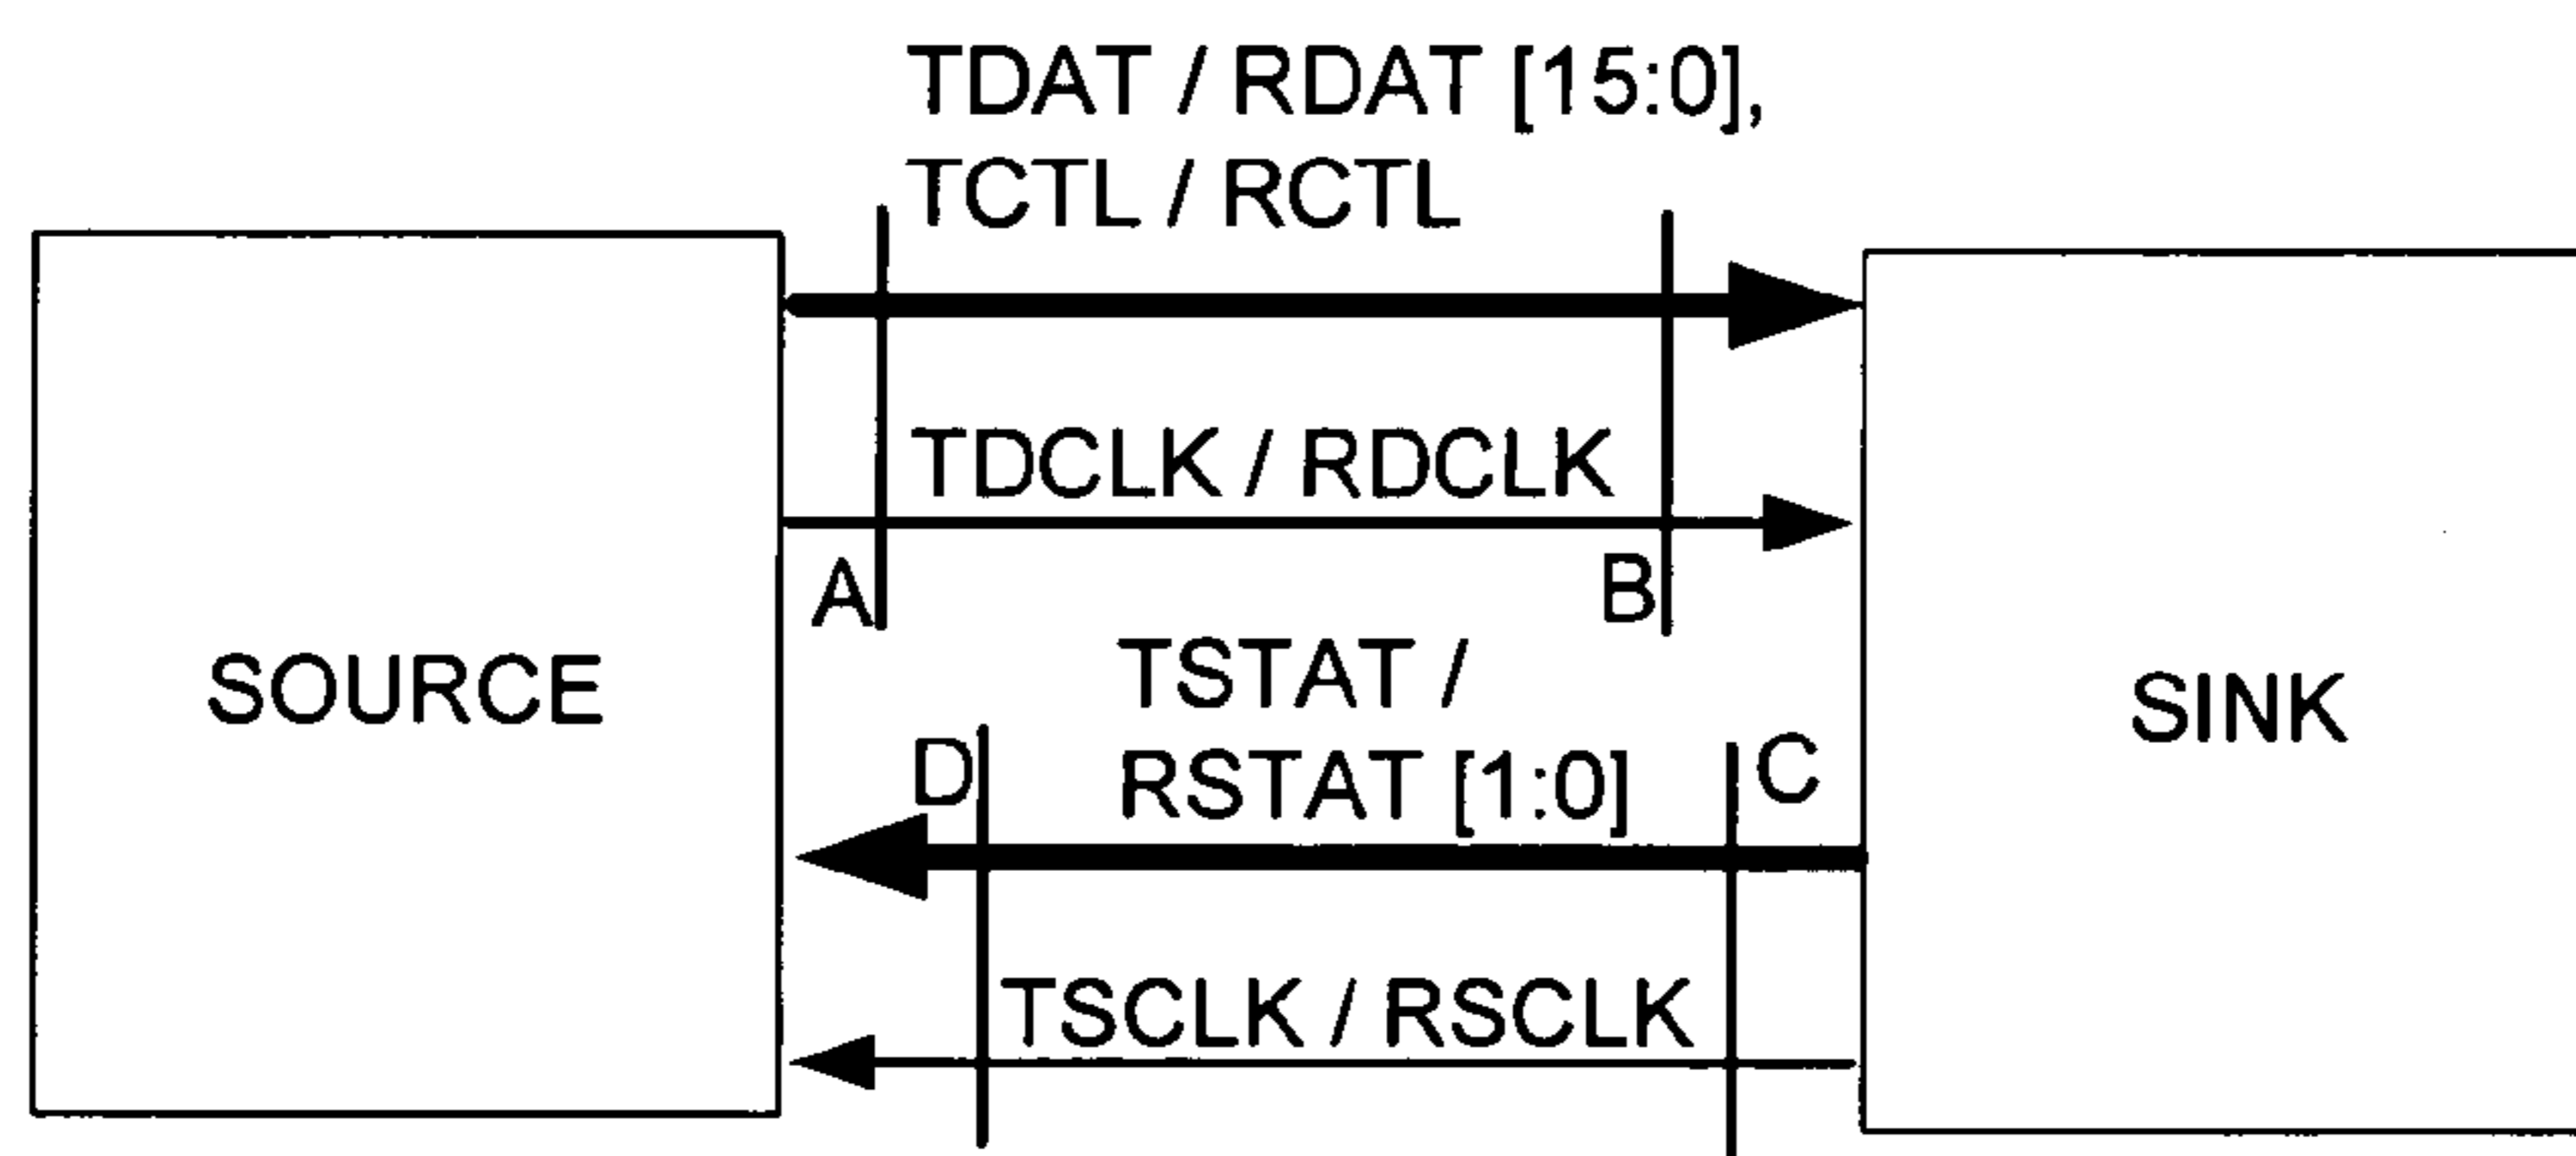 TDAT / RDAT [15:0],
TCTL / RCTL
TDCLK / RDCLK
A
B
TSTAT /
RSTAT [1:0]
SOURCE
SINK
D
C
TSCLK / RSCLK